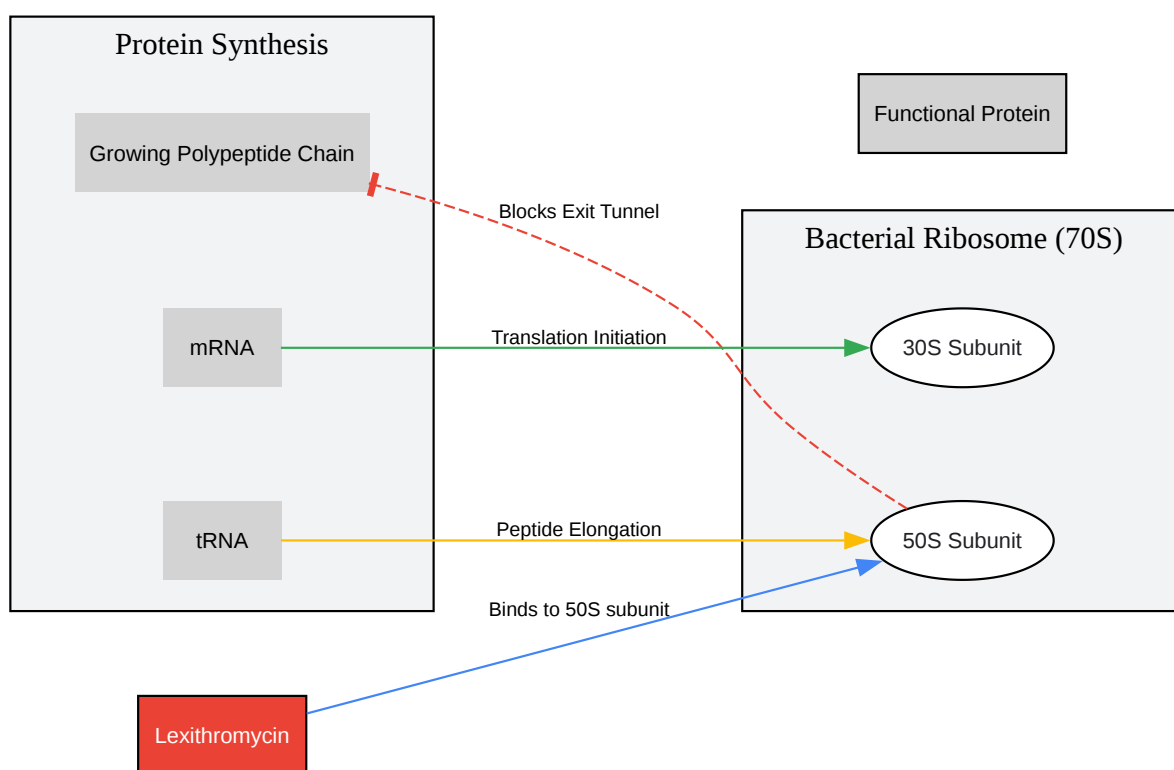 Protein Synthesis
Functional Protein
Growing Polypeptide Chain
Blocks Exit Tunnel
Bacterial Ribosome (70S)
mRNA
Translation Initiation
30S Subunit
tRNA
Peptide Elongation
50S Subunit
Binds to 50S subunit
Lexithromycin